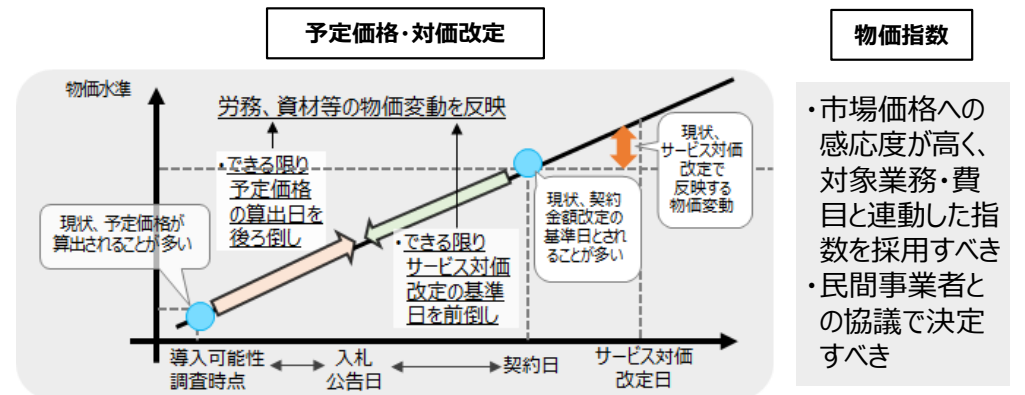 予定価格・対価改定
物価指数
物価水準
労務、資材等の物価変動を反映
・できる限り
予定価格
の算出日を
後ろ倒し
現状、予定価格が
算出されることが多い
・できる限り
サービス対価
改定の基準
日を前倒し
現状、契約
金額改定の
基準日とされ
ることが多い
現状、
サービス対価
改定で
反映する
物価変動
導入可能性
調査時点
入札
公告日
契約日
サービス対価
改定日
・市場価格への
感応度が高く、
対象業務・費
目と連動した指
数を採用すべき
・民間事業者と
の協議で決定
すべき